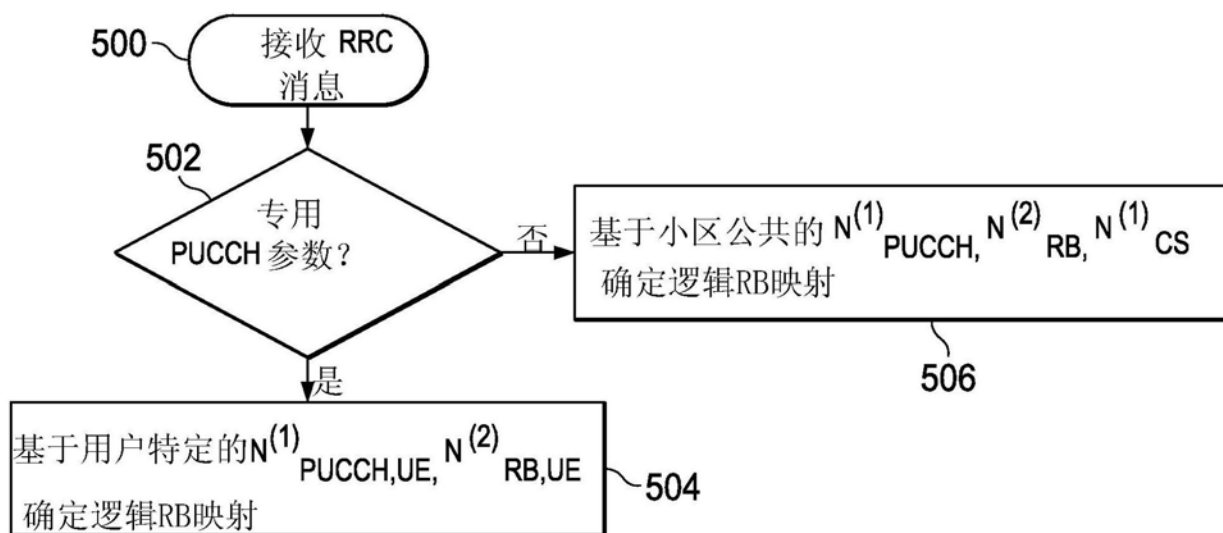 500
接收 RRC
消息
502
专用
PUCCH 参数?
否
基于小区公共的 N(1)PUCCH, N(2)RB, N(1)CS
确定逻辑RB映射
506
是
基于用户特定的N(1)PUCCH,UE, N(2)RB,UE
确定逻辑RB映射
504